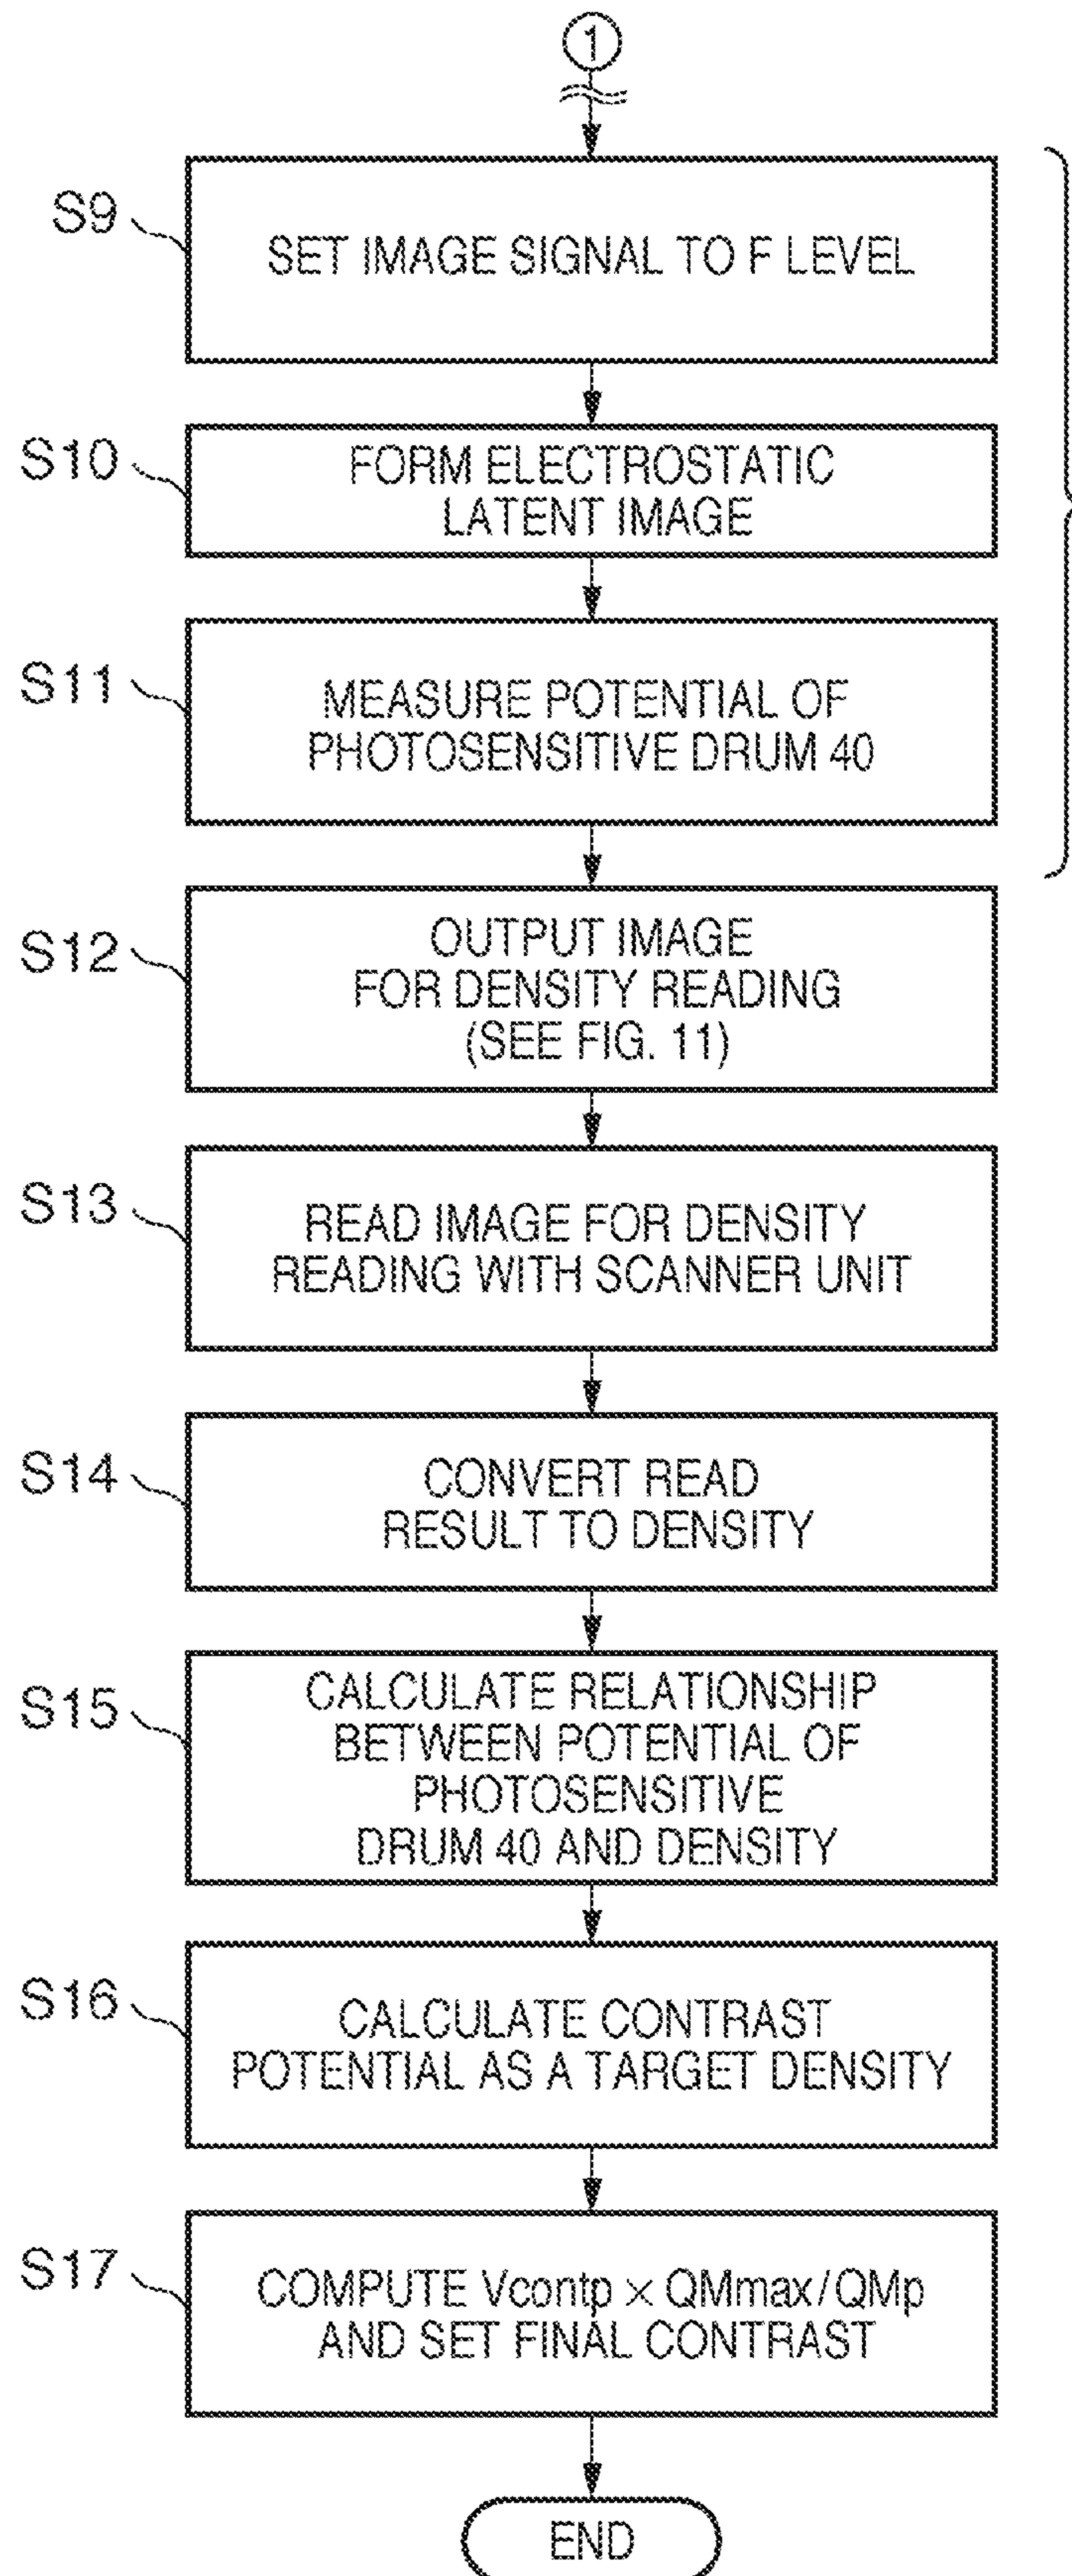 1
S9
SET IMAGE SIGNAL TO F LEVEL
S10
FORM ELECTROSTATIC
LATENT IMAGE
S11
MEASURE POTENTIAL OF
PHOTOSENSITIVE DRUM 40
S12
OUTPUT IMAGE
FOR DENSITY READING
(SEE FIG. 11)
S13
READ IMAGE FOR DENSITY
READING WITH SCANNER UNIT
S14
CONVERT READ
RESULT TO DENSITY
S15
CALCULATE RELATIONSHIP
BETWEEN POTENTIAL OF
PHOTOSENSITIVE
DRUM 40 AND DENSITY
S16
CALCULATE CONTRAST
POTENTIAL AS A TARGET DENSITY
S17
COMPUTE Vcontp × QMmax/QMp
AND SET FINAL CONTRAST
END